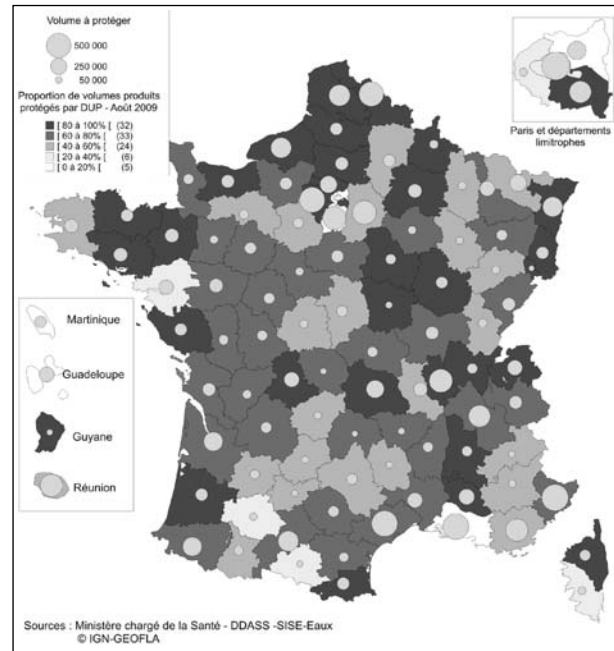 Volume à protéger
500 000
250 000
50 000
Proportion de volumes produits
protégés par DUP - Août 2009
[ 80 à 100% [ (32)
[ 60 à 80% [ (33)
[ 40 à 60% [ (24)
[ 20 à 40% [ (6)
[ 0 à 20% [ (5)
Paris et départements
limitrophes
Martinique
Guadeloupe
Guyane
Réunion
Sources : Ministère chargé de la Santé - DDASS -SISE-Eaux
© IGN-GEOFLA